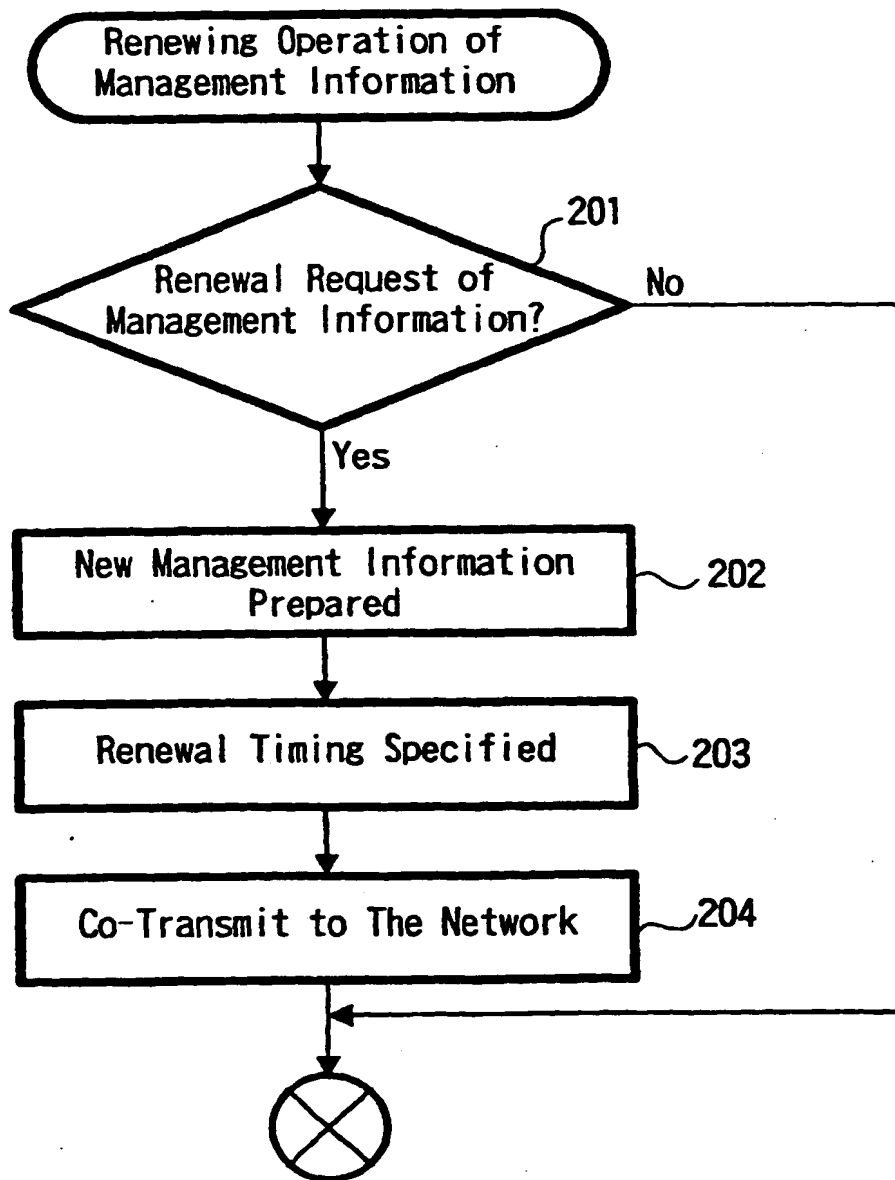 Renewing Operation of
Management Information
201
Renewal Request of
Management Information?
No
Yes
New Management Information
Prepared
202
Renewal Timing Specified
203
Co-Transmit to The Network
204